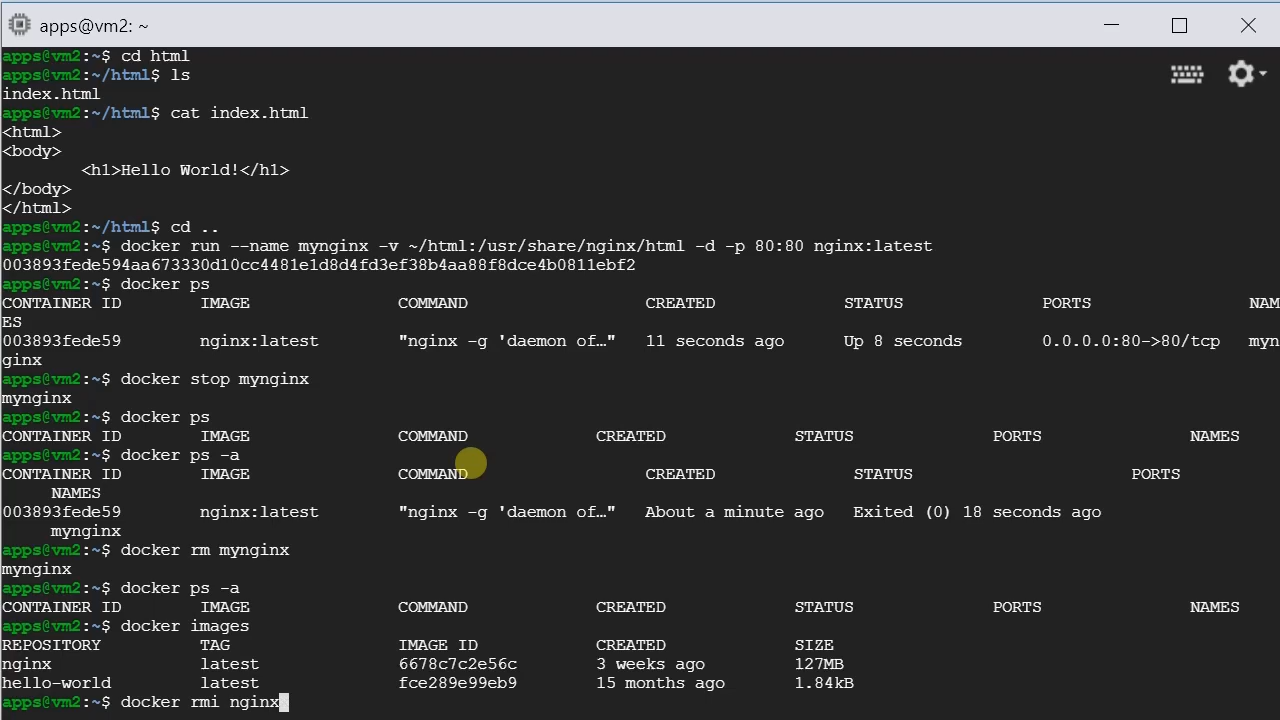 apps@vm2: ~
apps@vm2:~$ cd html
apps@vm2:~/html$ ls
index.html
apps@vm2:~/html$ cat index.html
<html>
<body>
        <h1>Hello World!</h1>
</body>
</html>
apps@vm2:~/html$ cd ..
apps@vm2:~$ docker run --name mynginx -v ~/html:/usr/share/nginx/html -d -p 80:80 nginx:latest
003893fede594aa673330d10cc4481e1d8d4fd3ef38b4aa88f8dce4b0811ebf2
apps@vm2:~$ docker ps
CONTAINER ID        IMAGE               COMMAND                  CREATED             STATUS              PORTS                NAM
ES
003893fede59        nginx:latest        "nginx -g 'daemon of…"   11 seconds ago      Up 8 seconds        0.0.0.0:80->80/tcp   myn
ginx
apps@vm2:~$ docker stop mynginx
mynginx
apps@vm2:~$ docker ps
CONTAINER ID        IMAGE               COMMAND             CREATED             STATUS              PORTS               NAMES
apps@vm2:~$ docker ps -a
CONTAINER ID        IMAGE               COMMAND                  CREATED              STATUS                      PORTS
     NAMES
003893fede59        nginx:latest        "nginx -g 'daemon of…"   About a minute ago   Exited (0) 18 seconds ago
     mynginx
apps@vm2:~$ docker rm mynginx
mynginx
apps@vm2:~$ docker ps -a
CONTAINER ID        IMAGE               COMMAND             CREATED             STATUS              PORTS               NAMES
apps@vm2:~$ docker images
REPOSITORY          TAG                 IMAGE ID            CREATED             SIZE
nginx               latest              6678c7c2e56c        3 weeks ago         127MB
hello-world         latest              fce289e99eb9        15 months ago       1.84kB
apps@vm2:~$ docker rmi nginx